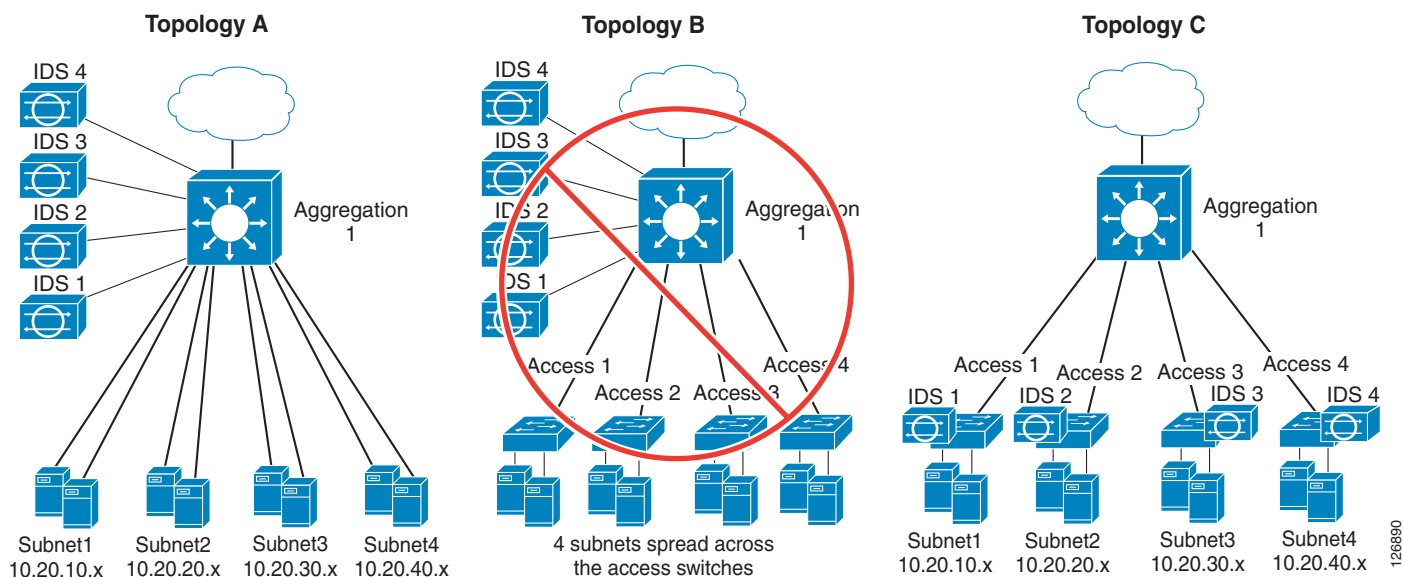 Topology A
IDS 4
IDS 3
IDS 2
IDS 1
Aggregation
1
Subnet1
10.20.10.x
Subnet2
10.20.20.x
Subnet3
10.20.30.x
Subnet4
10.20.40.x
Topology B
IDS 4
IDS 3
IDS 2
IDS 1
Aggregation
1
Access 1
Access 2
Access 3
Access 4
4 subnets spread across
the access switches
Topology C
Aggregation
1
Access 1
Access 2
Access 3
Access 4
IDS 1
IDS 2
IDS 3
IDS 4
Subnet1
10.20.10.x
Subnet2
10.20.20.x
Subnet3
10.20.30.x
Subnet4
10.20.40.x
126890